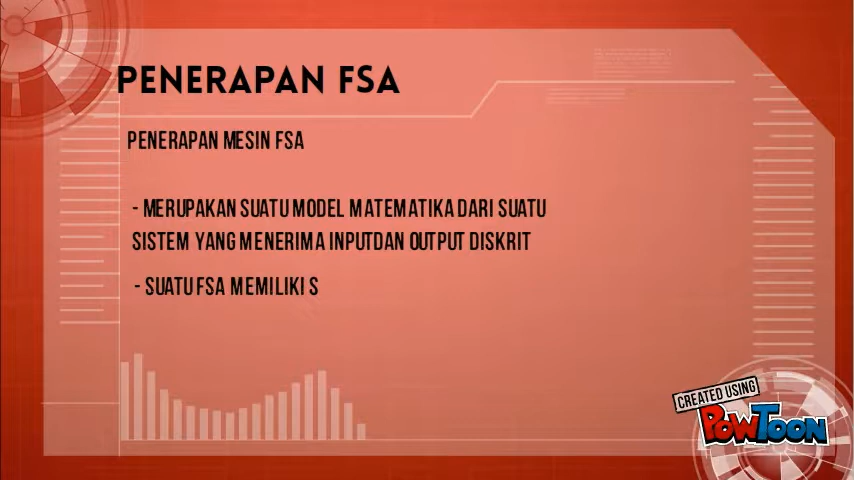 PENERAPAN FSA
PENERAPAN MESIN FSA
- MERUPAKAN SUATU MODEL MATEMATIKA DARI SUATU
SISTEM YANG MENERIMA INPUTDAN OUTPUT DISKRIT
- SUATU FSA MEMILIKI S
CREATED USING
POWTOON